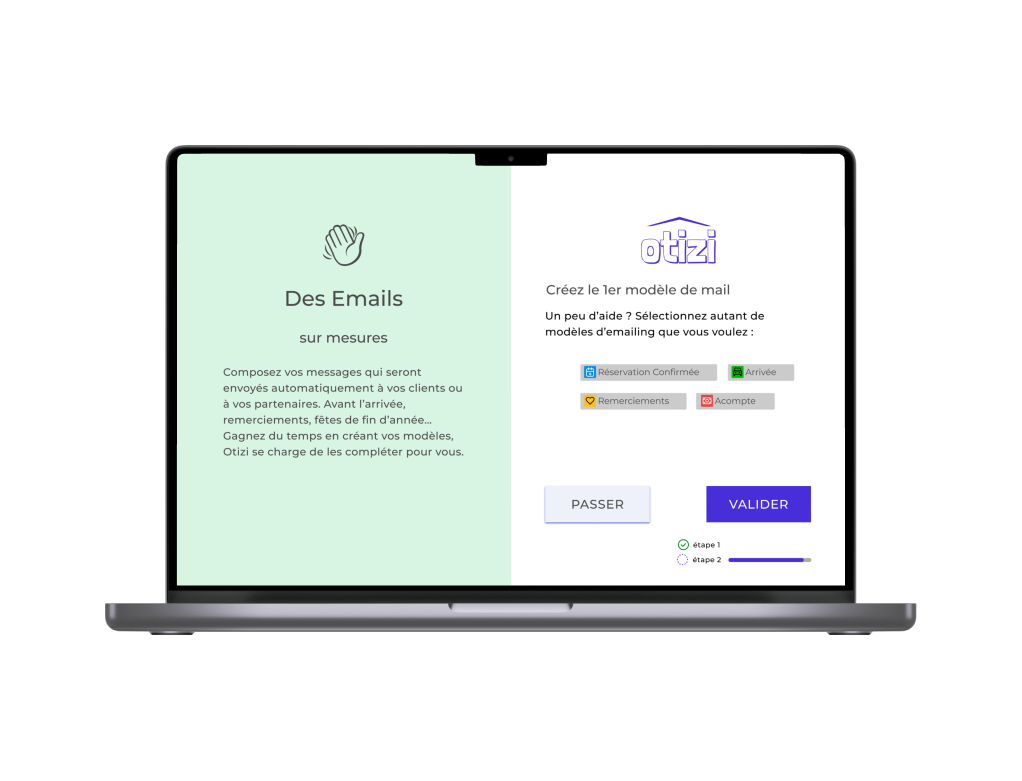 Des Emails
sur mesures
Composez vos messages qui seront
envoyés automatiquement à vos clients ou
à vos partenaires. Avant l’arrivée,
remerciements, fêtes de fin d’année...
Gagnez du temps en créant vos modèles,
Otizi se charge de les compléter pour vous.
otizi
Créez le 1er modèle de mail
Un peu d’aide ? Sélectionnez autant de
modèles d’emailing que vous voulez :
Réservation Confirmée
Arrivée
Remerciements
Acompte
PASSER
VALIDER
étape 1
étape 2